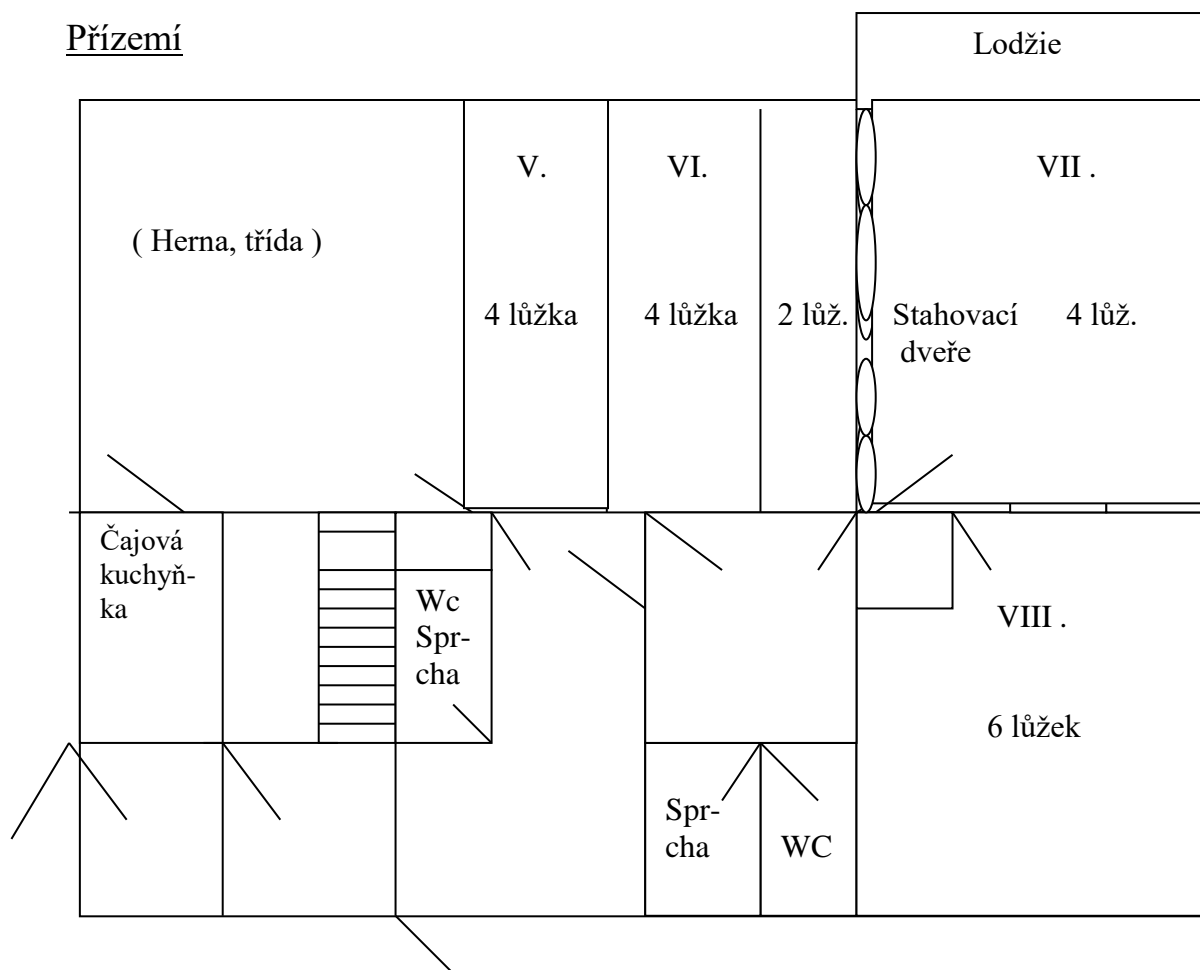 Přízemí
Lodžie
V.
VI.
VII .
( Herna, třída )
4 lůžka
4 lůžka
2 lůž.
Stahovací
dveře
4 lůž.
Čajová
kuchyň-
ka
Wc
Spr-
cha
VIII .
6 lůžek
Spr-
cha
WC